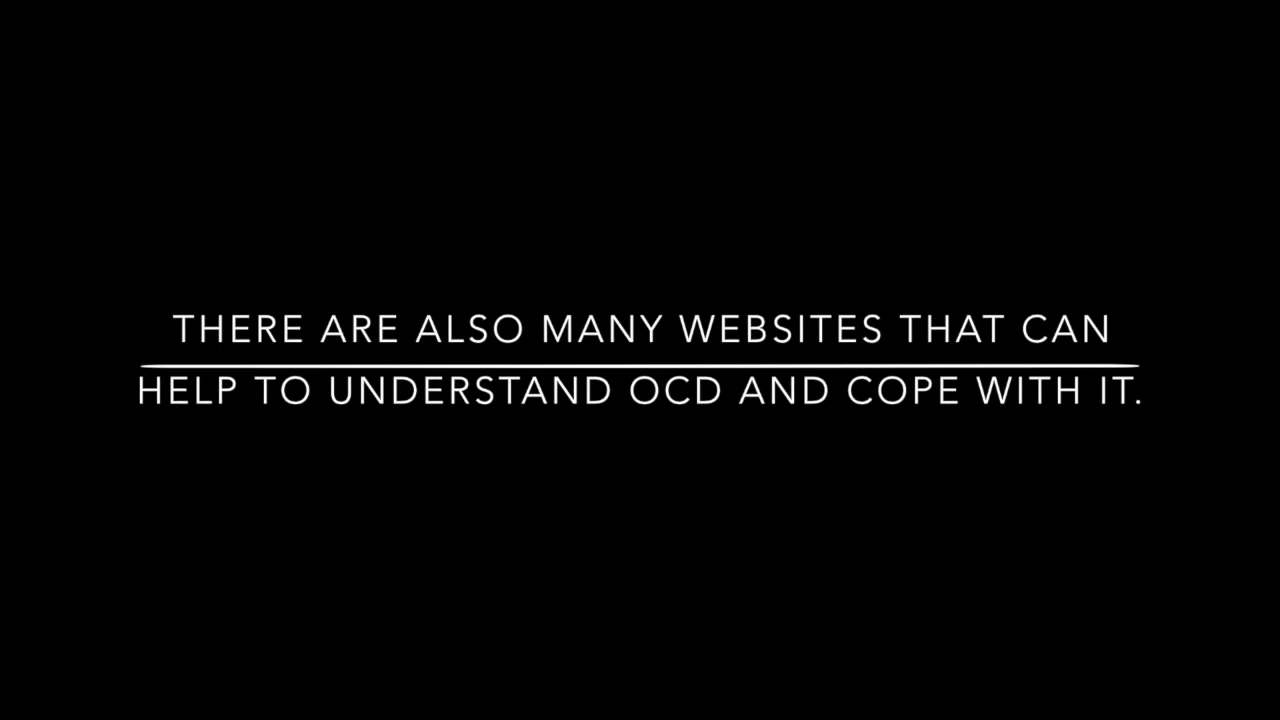 THERE ARE ALSO MANY WEBSITES THAT CAN
HELP TO UNDERSTAND OCD AND COPE WITH IT.